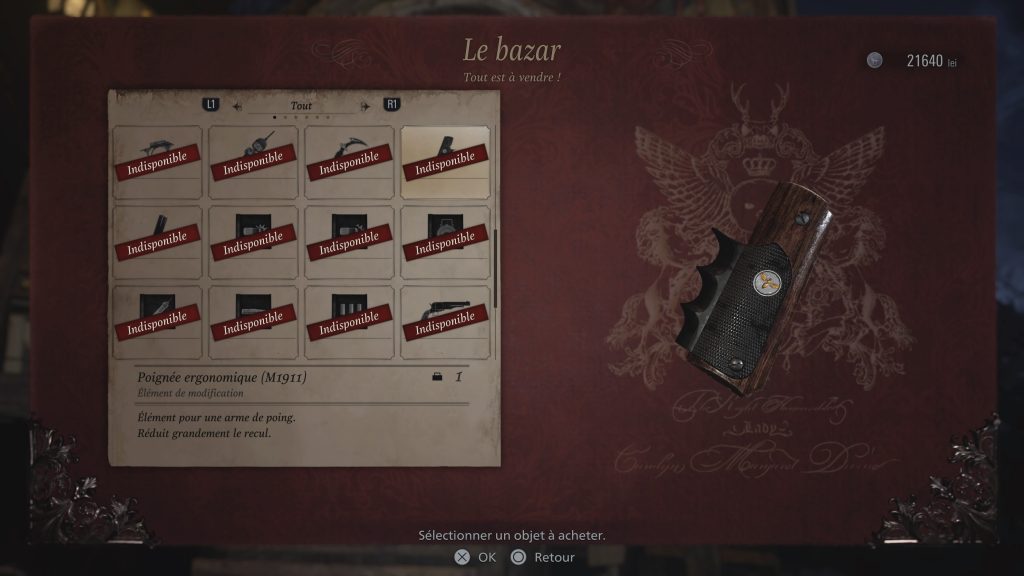 Le bazar
Tout est à vendre !
21640 lei
L1 Tout R1
Indisponible Indisponible Indisponible Indisponible
Indisponible Indisponible Indisponible Indisponible
Indisponible Indisponible Indisponible Indisponible
Poignée ergonomique (M1911) 1
Élément de modification
Élément pour une arme de poing.
Réduit grandement le recul.
Lady
Sélectionner un objet à acheter.
OK Retour